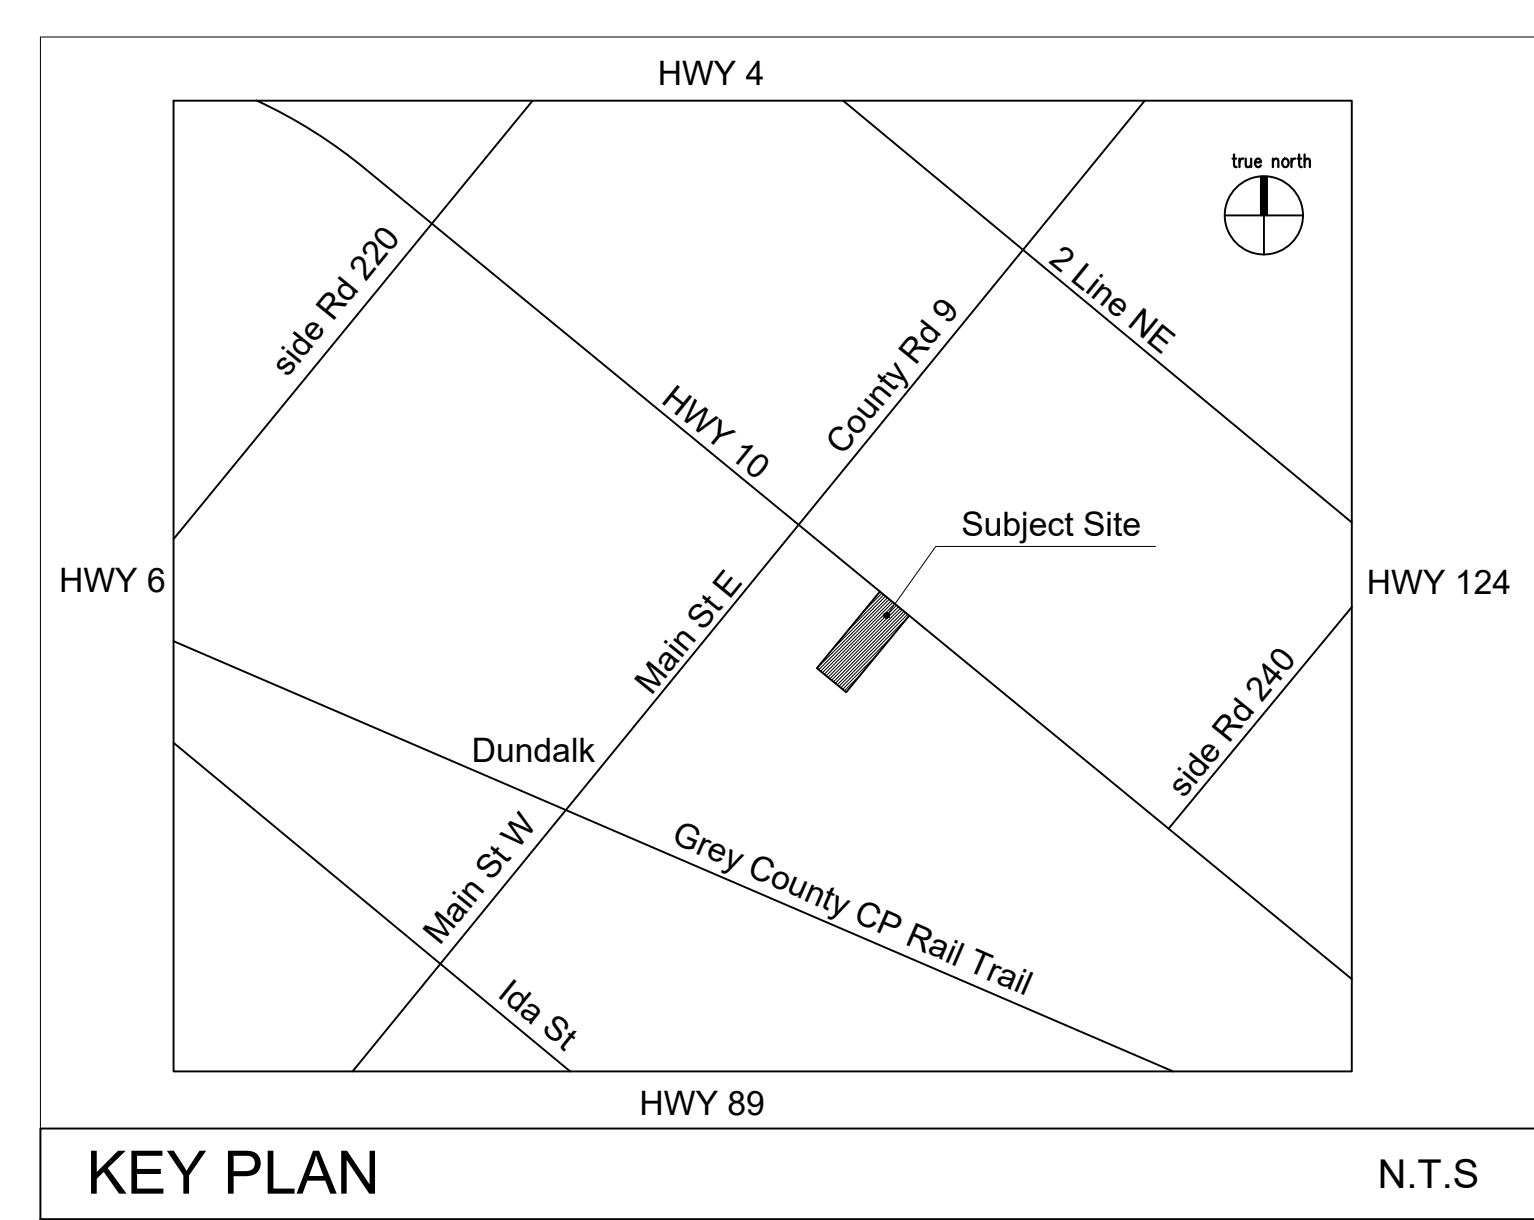 HWY 4
true north
side Rd 220
2 Line NE
County Rd 9
HWY 10
Subject Site
HWY 6
HWY 124
Main St E
side Rd 240
Dundalk
Main St W
Grey County CP Rail Trail
Ida St
HWY 89
KEY PLAN
N.T.S